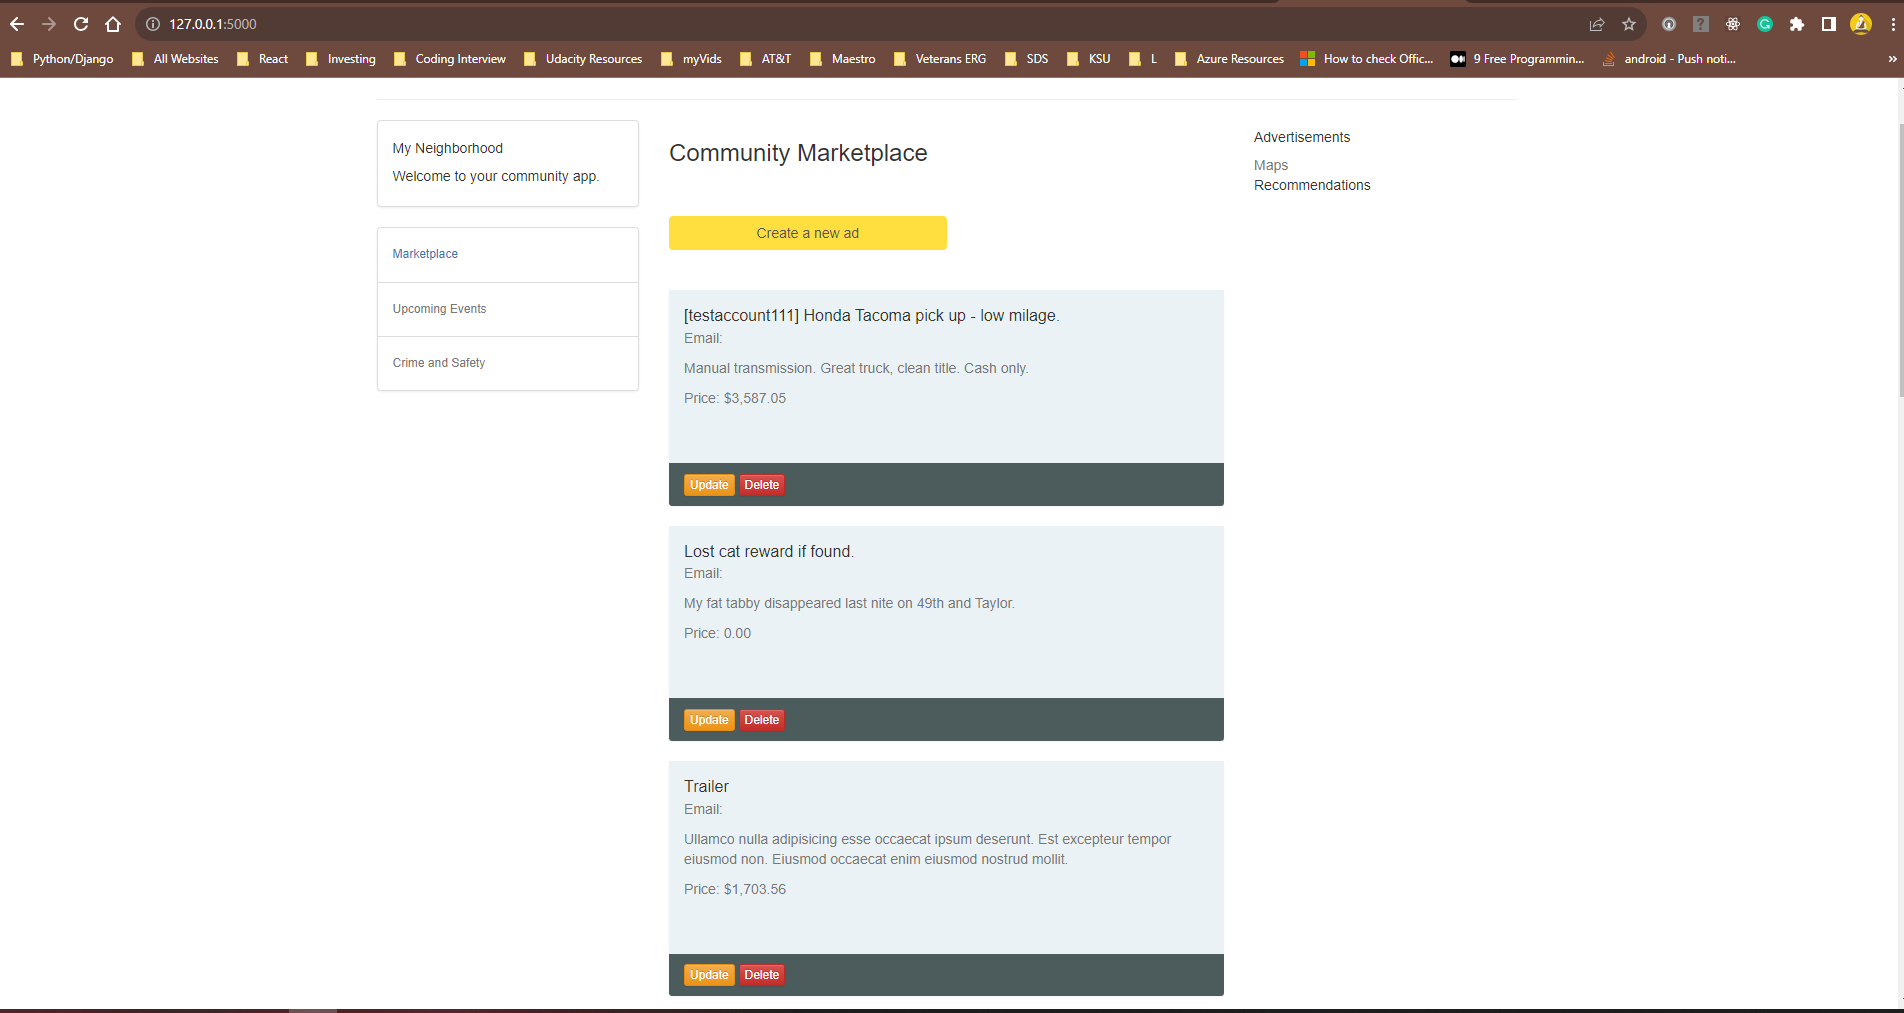 127.0.0.1:5000
Python/Django All Websites React Investing Coding Interview Udacity Resources myVids AT&T Maestro Veterans ERG SDS KSU L Azure Resources How to check Offic... 9 Free Programmin... android - Push noti... »
My Neighborhood
Welcome to your community app.
Marketplace
Upcoming Events
Crime and Safety
Community Marketplace
Create a new ad
[testaccount111] Honda Tacoma pick up - low milage.
Email:
Manual transmission. Great truck, clean title. Cash only.
Price: $3,587.05
Update Delete
Lost cat reward if found.
Email:
My fat tabby disappeared last nite on 49th and Taylor.
Price: 0.00
Update Delete
Trailer
Email:
Ullamco nulla adipisicing esse occaecat ipsum deserunt. Est excepteur tempor
eiusmod non. Eiusmod occaecat enim eiusmod nostrud mollit.
Price: $1,703.56
Update Delete
Advertisements
Maps
Recommendations